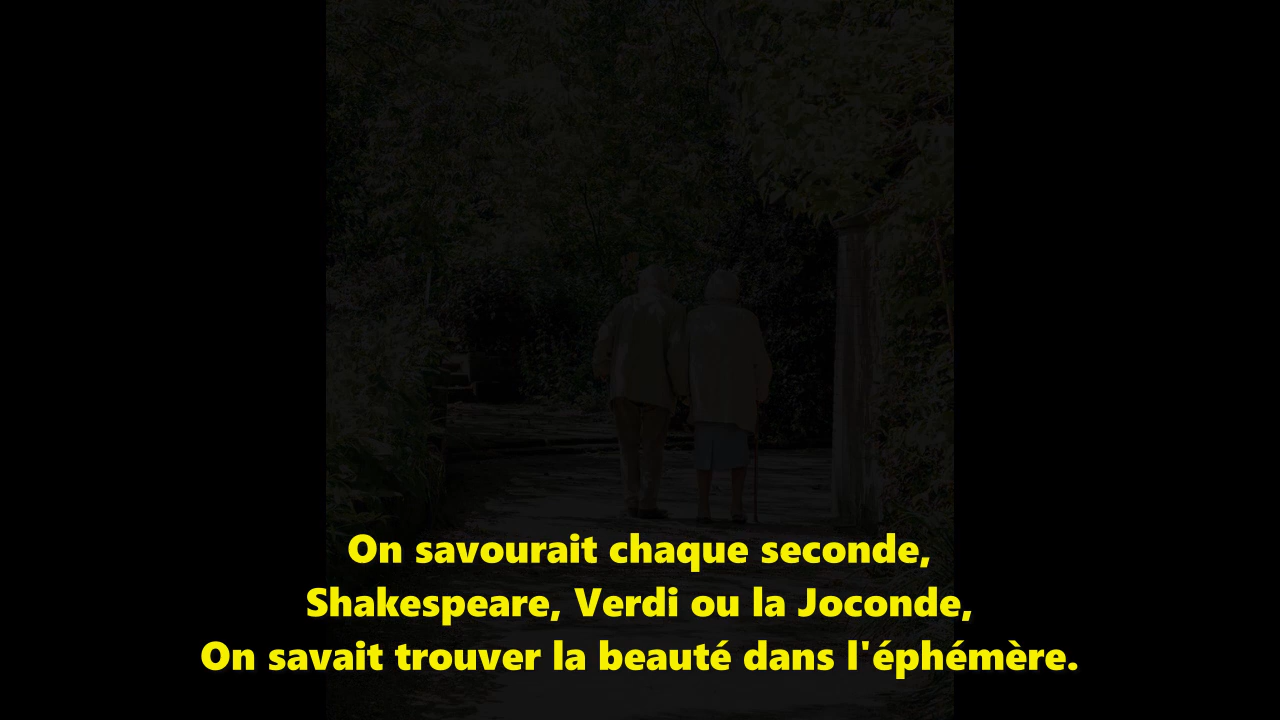 On savourait chaque seconde,
Shakespeare, Verdi ou la Joconde,
On savait trouver la beauté dans l'éphémère.